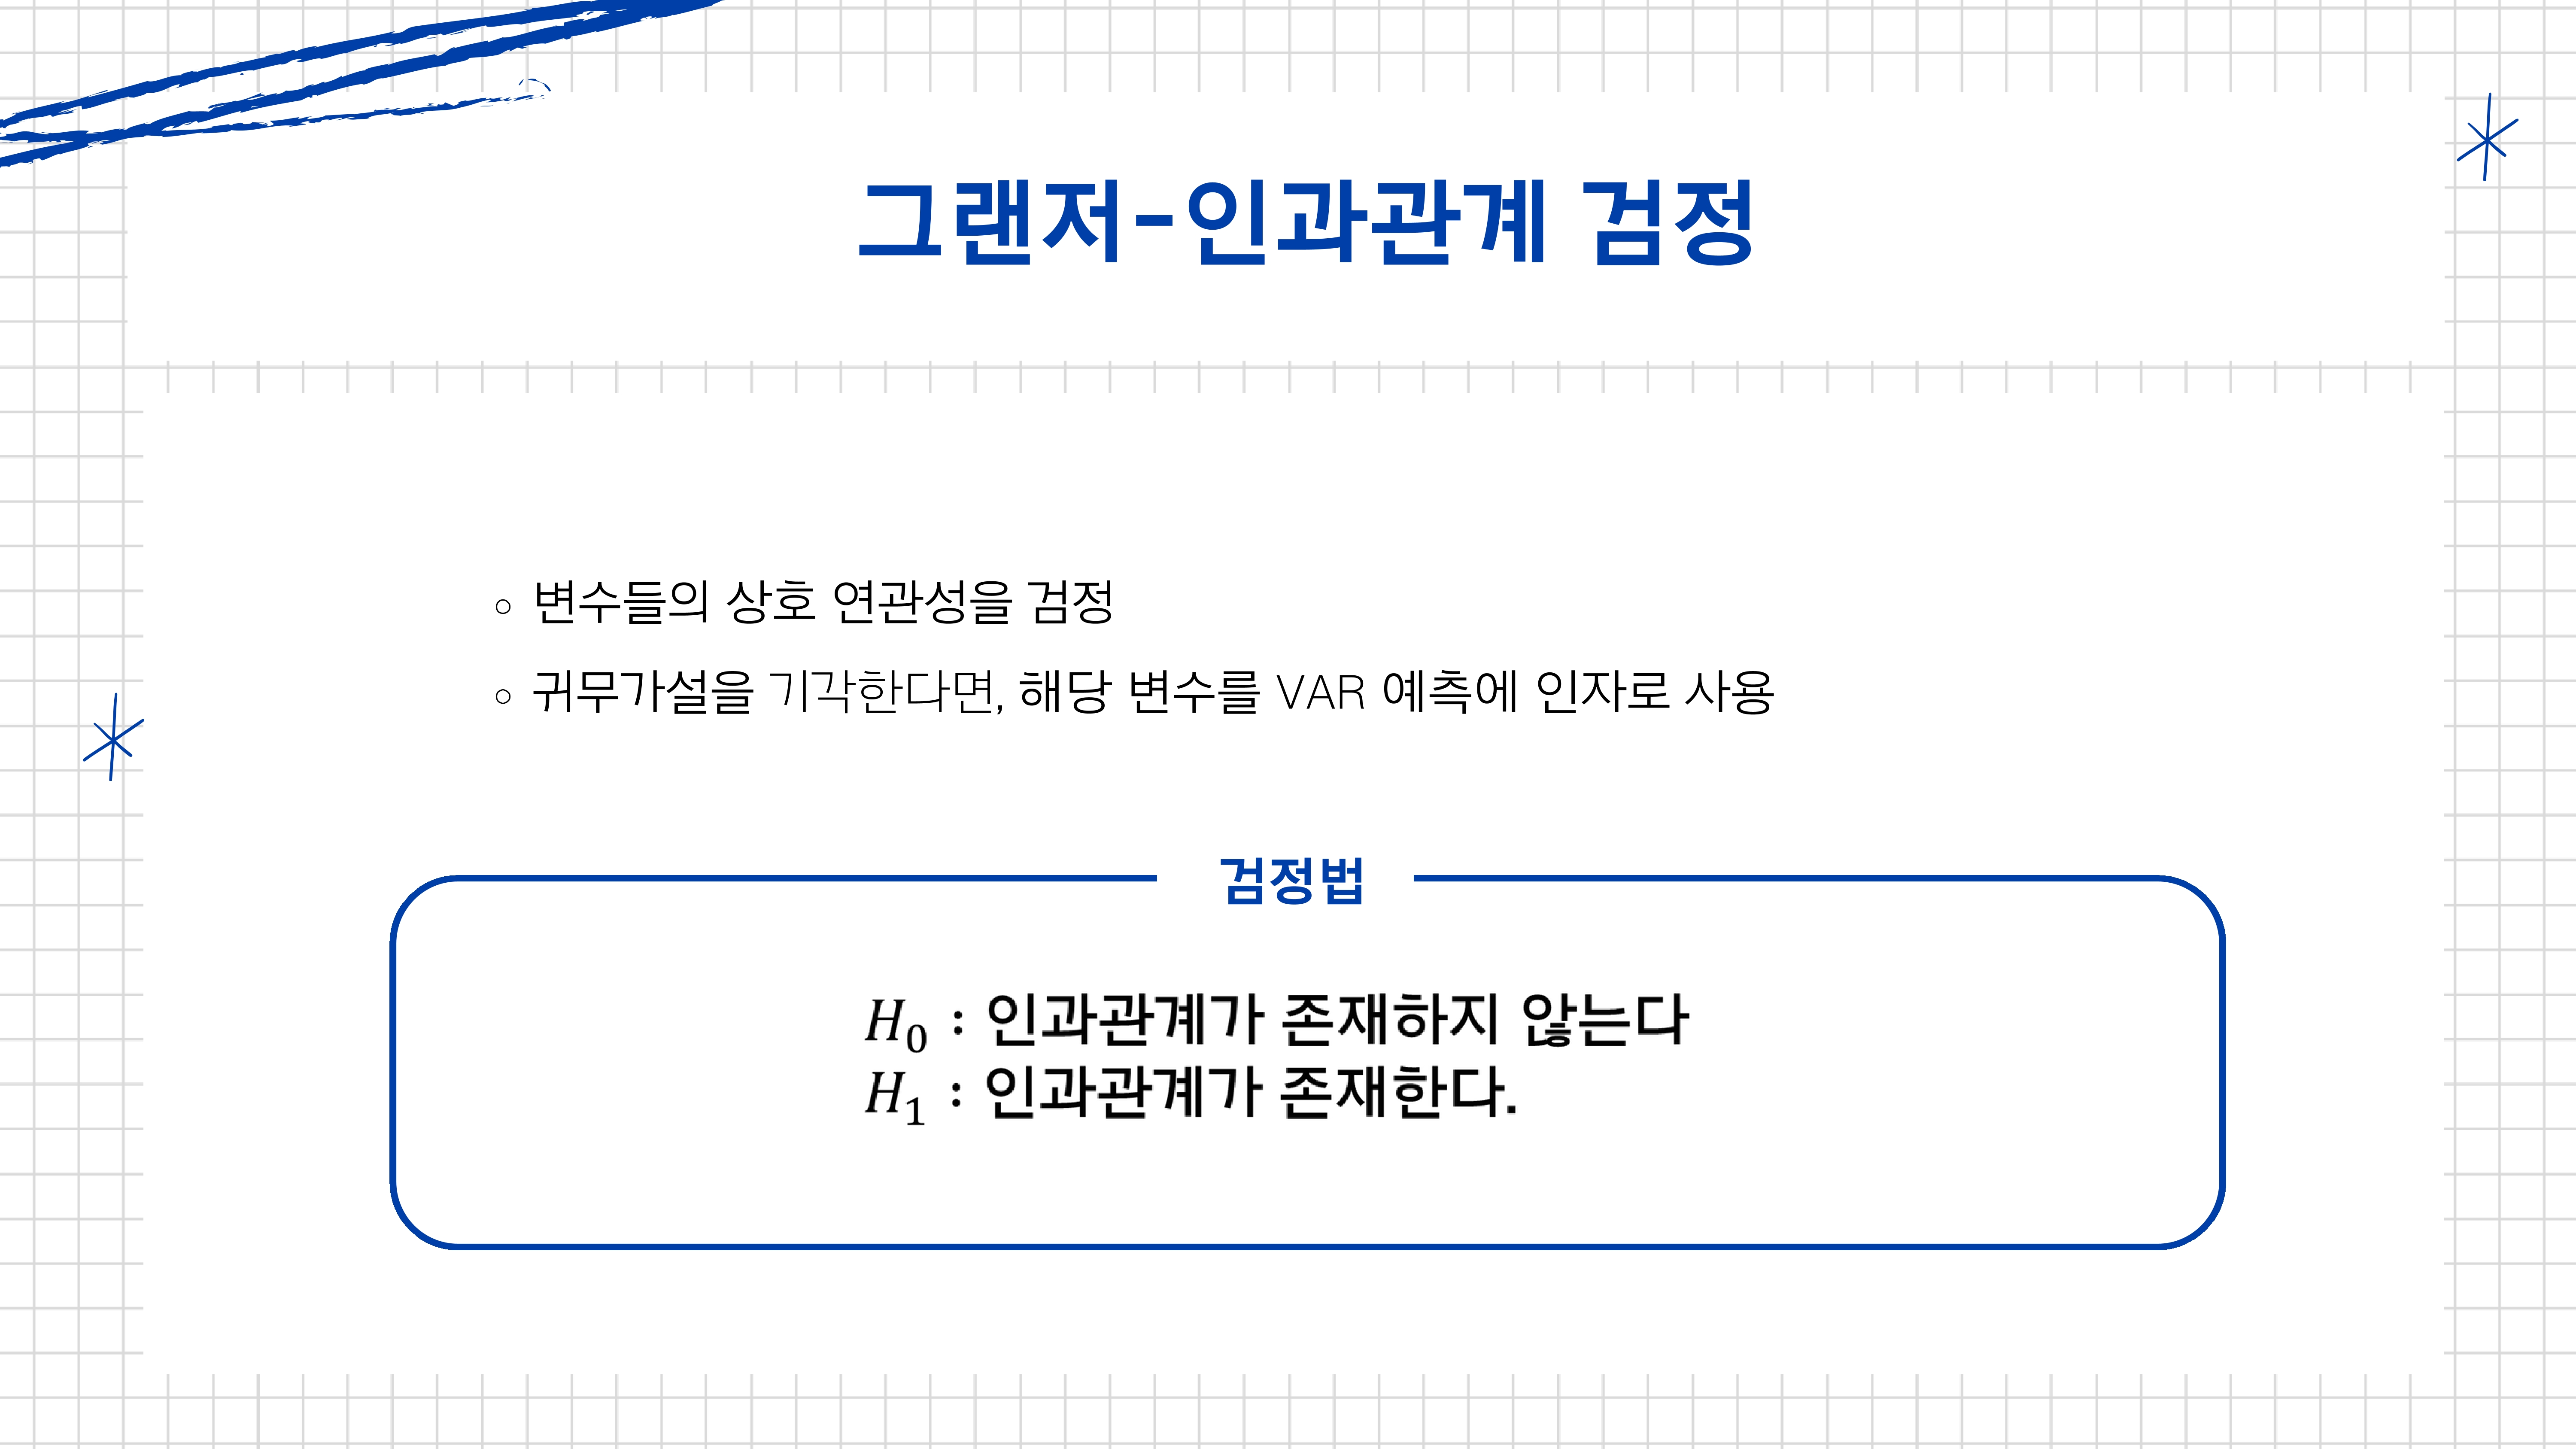 그랜저-인과관계 검정
◦ 변수들의 상호 연관성을 검정
◦ 귀무가설을 기각한다면, 해당 변수를 VAR 예측에 인자로 사용
검정법
H₀ : 인과관계가 존재하지 않는다
H₁ : 인과관계가 존재한다.